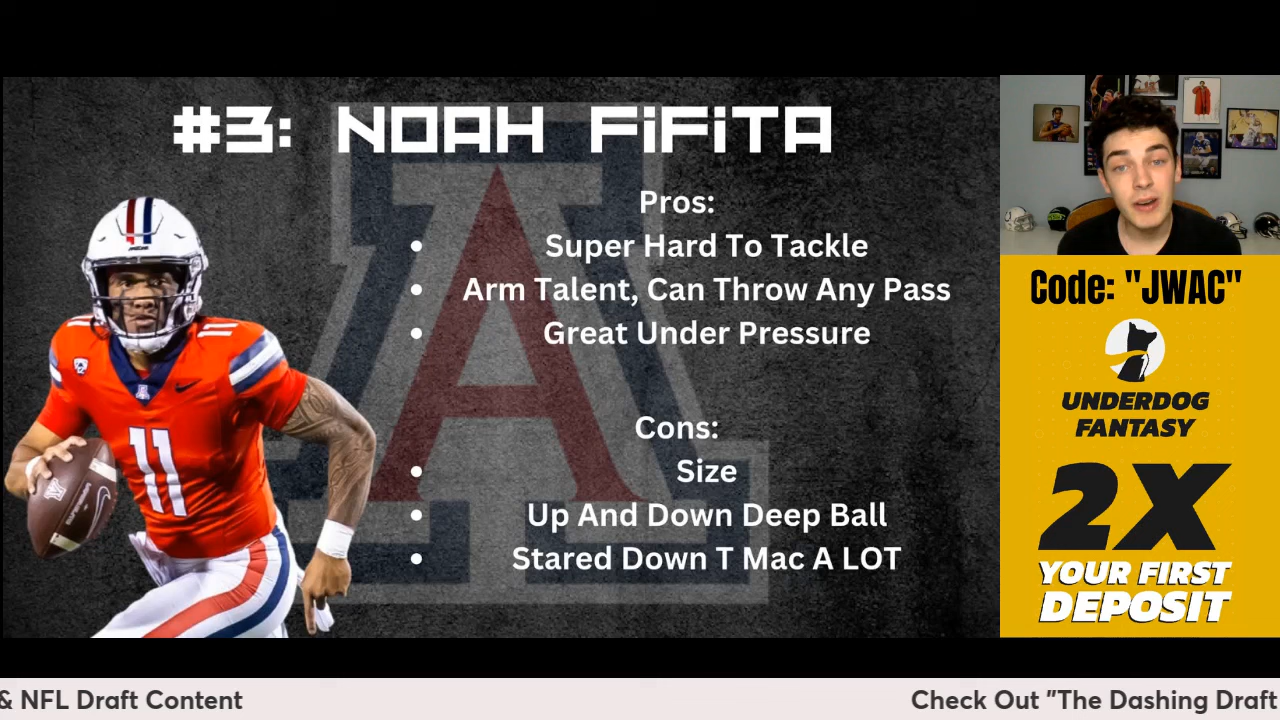 #3: NOAH FiFiTA
Pros:
• Super Hard To Tackle
• Arm Talent, Can Throw Any Pass
• Great Under Pressure
Cons:
• Size
• Up And Down Deep Ball
• Stared Down T Mac A LOT
11
11
Code: "JWAC"
UNDERDOG
FANTASY
2X
YOUR FIRST
DEPOSIT
& NFL Draft Content
Check Out "The Dashing Draft